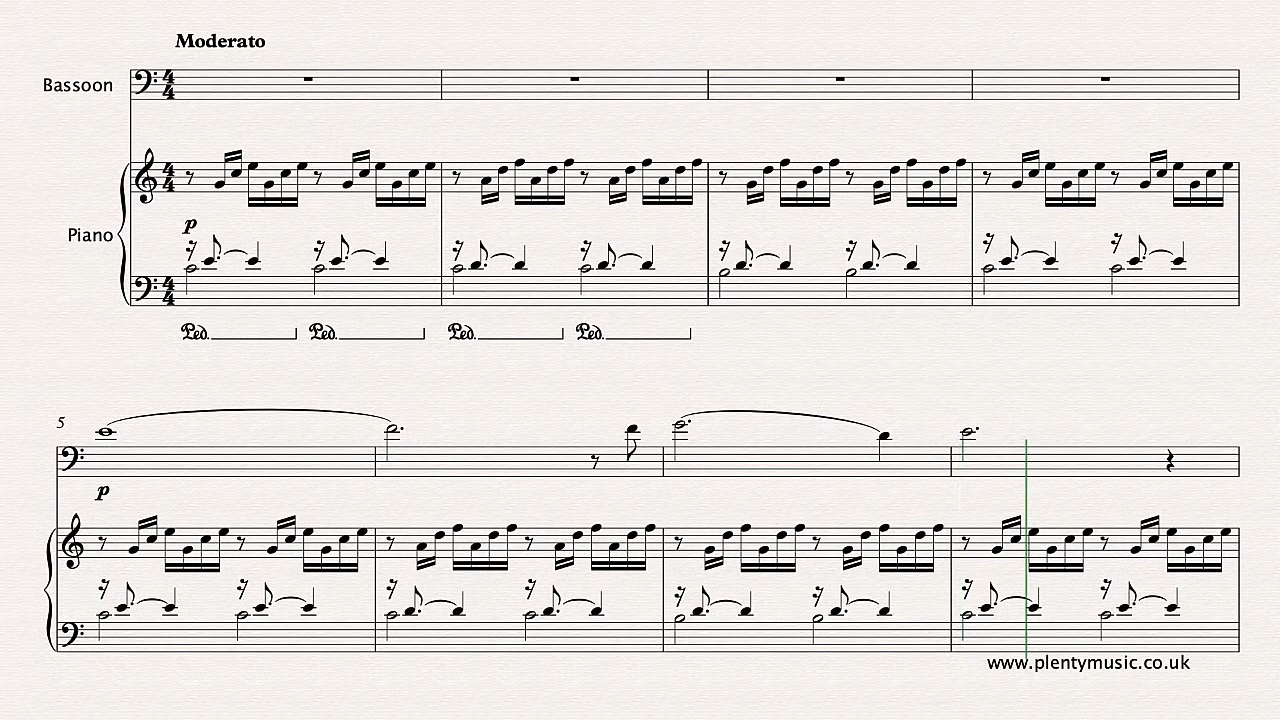 Moderato
Bassoon
p
Piano
Ped. Ped. Ped. Ped.
5
p
www.plentymusic.co.uk